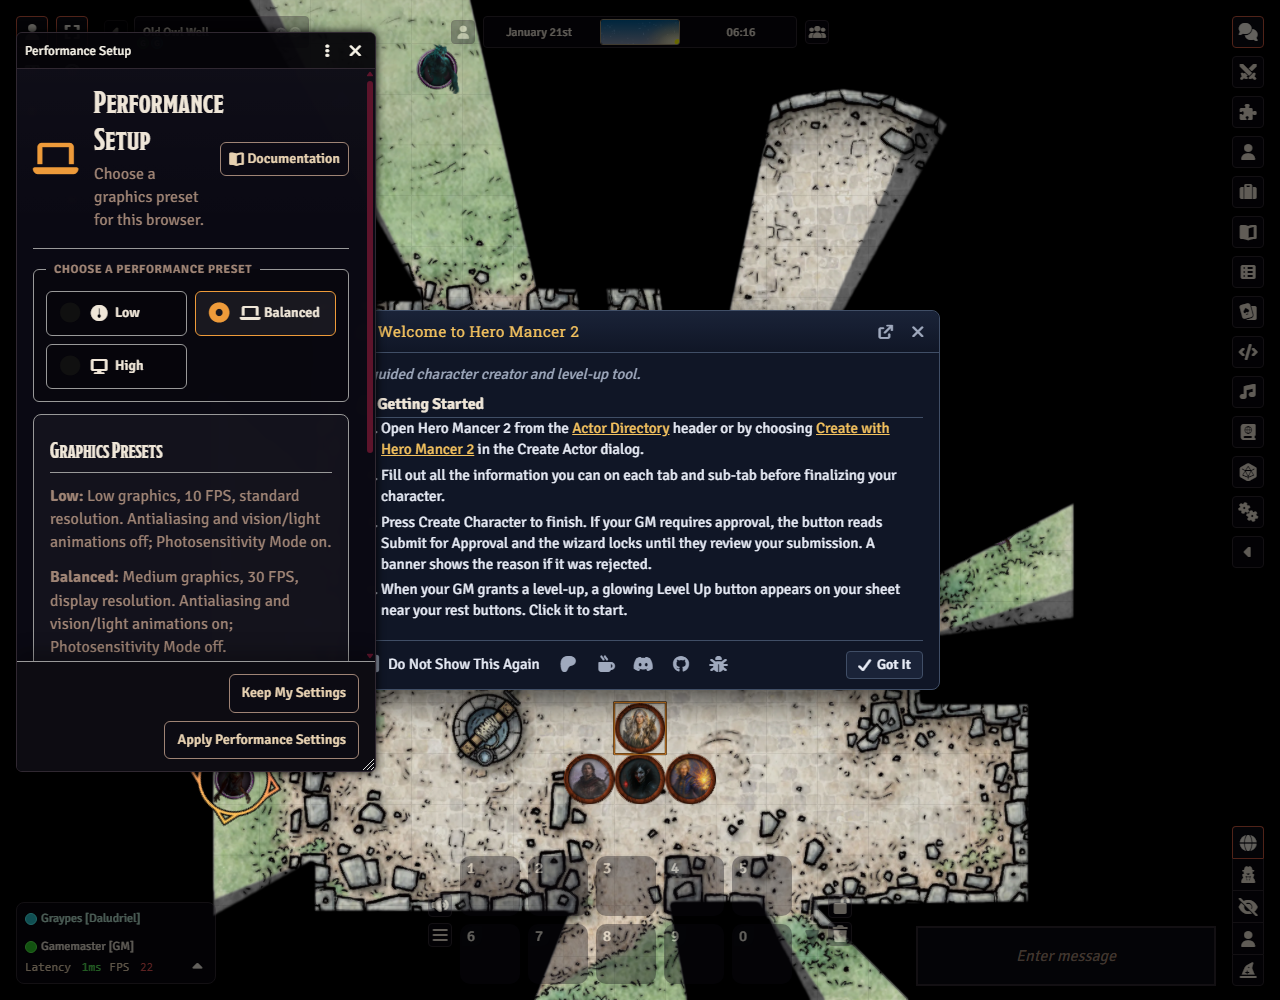 Old Owl Well
January 21st
06:16
Performance Setup
Performance
Setup
Choose a
graphics preset
for this browser.
Documentation
CHOOSE A PERFORMANCE PRESET
Low
Balanced
High
Graphics Presets
Low: Low graphics, 10 FPS, standard
resolution. Antialiasing and vision/light
animations off; Photosensitivity Mode on.
Balanced: Medium graphics, 30 FPS,
display resolution. Antialiasing and
vision/light animations on;
Photosensitivity Mode off.
Keep My Settings
Apply Performance Settings
Welcome to Hero Mancer 2
uided character creator and level-up tool.
Getting Started
Open Hero Mancer 2 from the Actor Directory header or by choosing Create with
Hero Mancer 2 in the Create Actor dialog.
Fill out all the information you can on each tab and sub-tab before finalizing your
character.
Press Create Character to finish. If your GM requires approval, the button reads
Submit for Approval and the wizard locks until they review your submission. A
banner shows the reason if it was rejected.
When your GM grants a level-up, a glowing Level Up button appears on your sheet
near your rest buttons. Click it to start.
Do Not Show This Again
Got It
1 2 3 4 5
6 7 8 9 0
Graypes [Daludriel]
Gamemaster [GM]
Latency 1ms FPS 22
Enter message